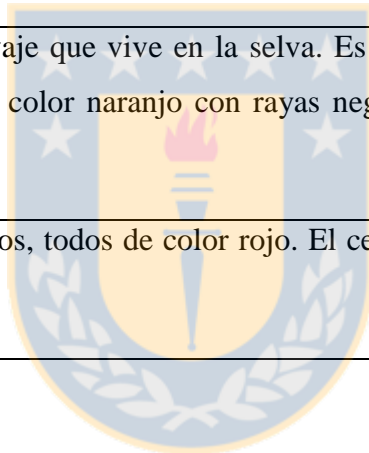 aje que vive en la selva. Es
color naranjo con rayas neg
os, todos de color rojo. El ce